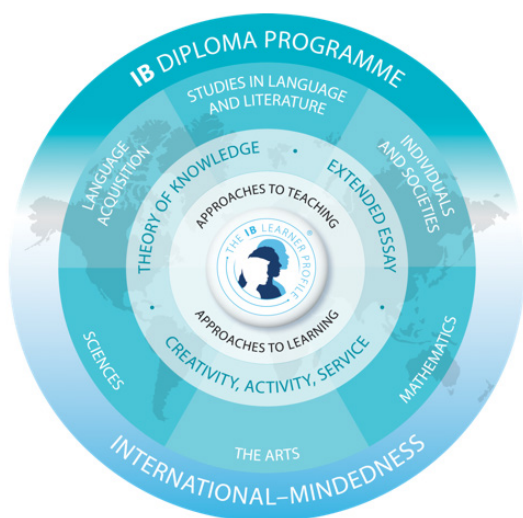 IB DIPLOMA PROGRAMME
STUDIES IN LANGUAGE
AND LITERATURE
LANGUAGE
ACQUISITION
INDIVIDUALS
AND SOCIETIES
THEORY OF KNOWLEDGE
•
EXTENDED ESSAY
APPROACHES TO TEACHING
THE IB LEARNER PROFILE®
APPROACHES TO LEARNING
•
CREATIVITY, ACTIVITY, SERVICE
•
SCIENCES
MATHEMATICS
THE ARTS
INTERNATIONAL–MINDEDNESS